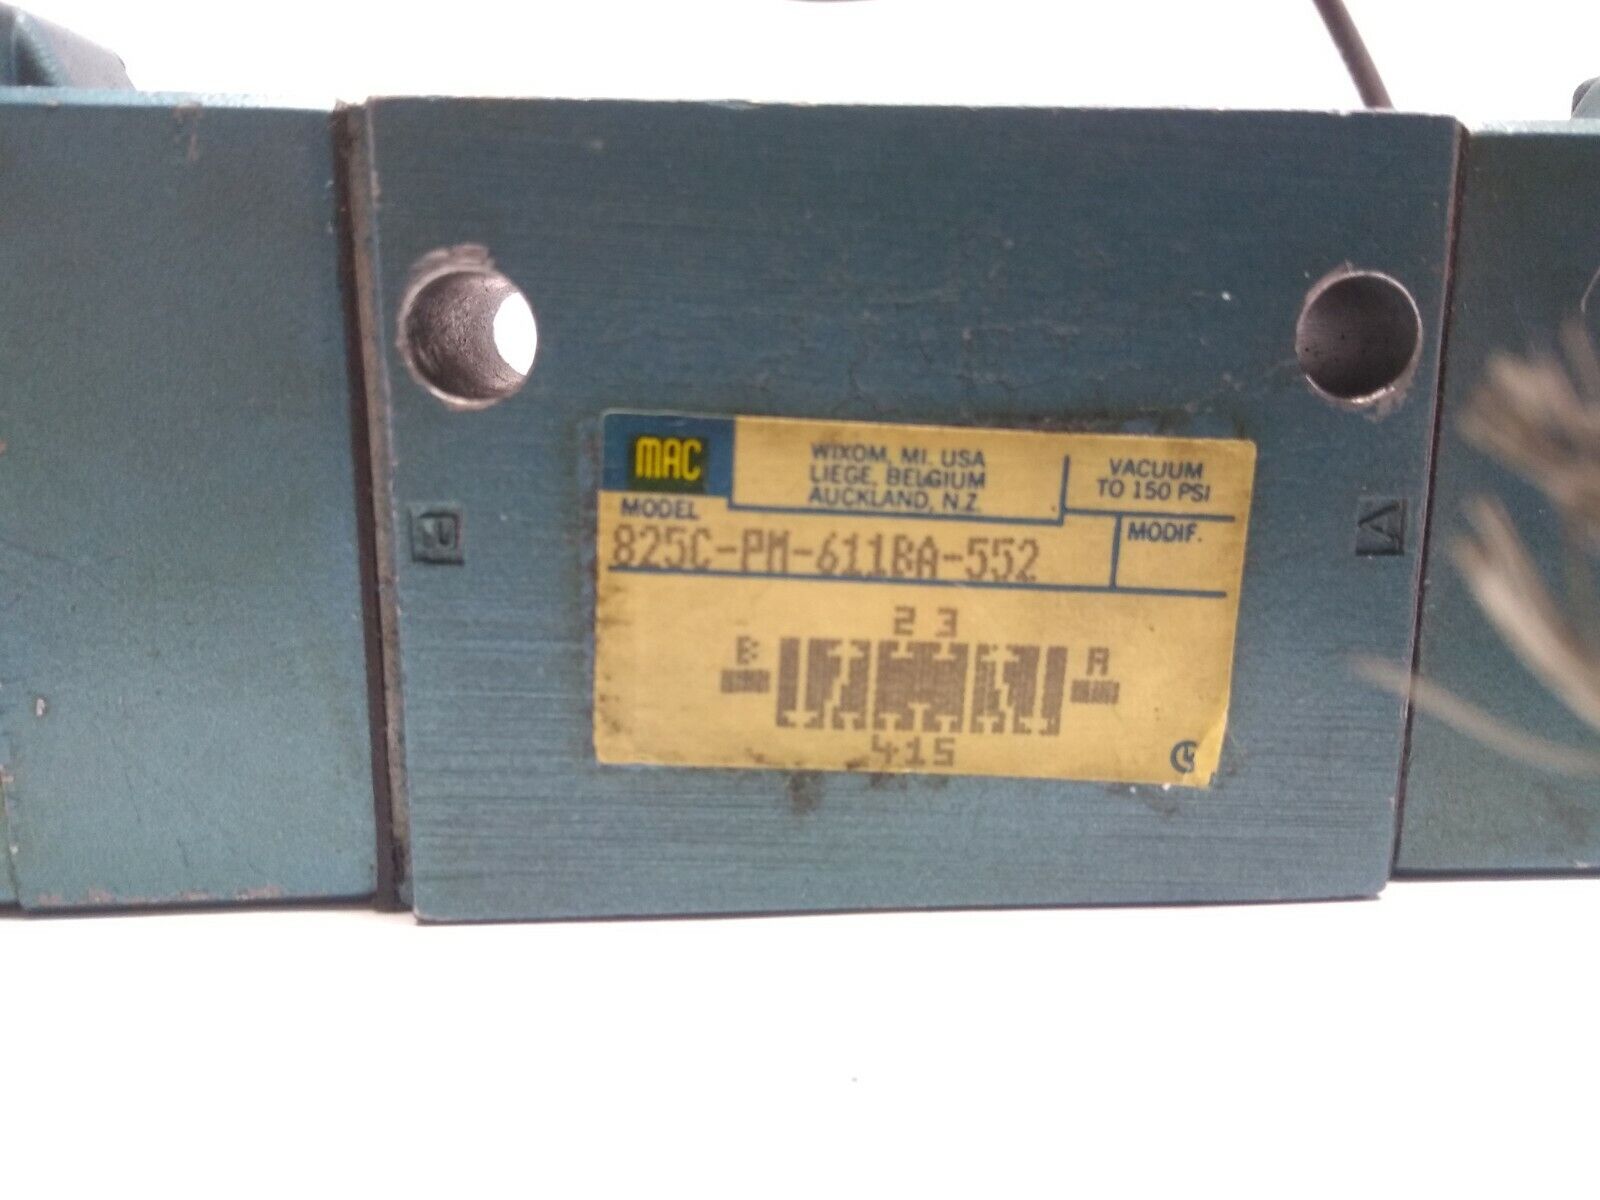 MAC
WIXOM, MI. USA
LIEGE, BELGIUM
AUCKLAND, N.Z.
VACUUM
TO 150 PSI
MODEL
825C-PM-611BA-552
MODIF.
2 3
B A
415
A